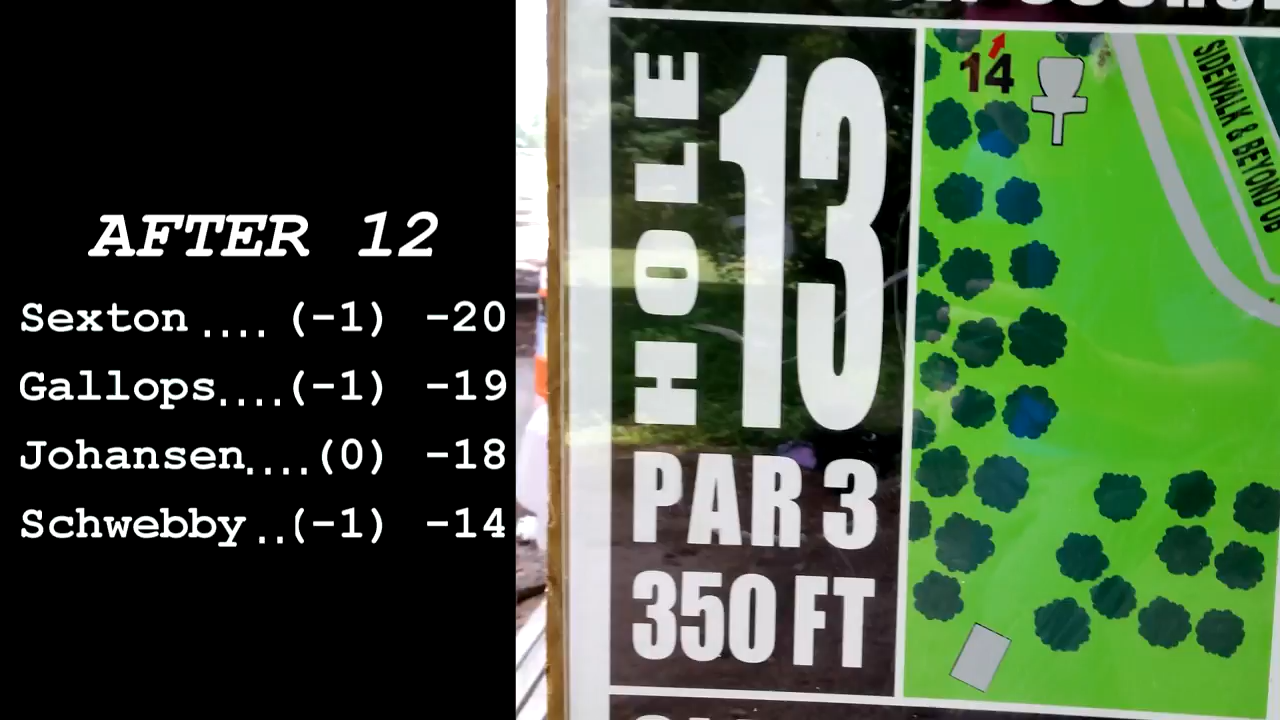 AFTER 12
Sexton .... (-1) -20
Gallops....(-1) -19
Johansen....(0) -18
Schwebby ..(-1) -14
HOLE
13
PAR 3
350 FT
14
SIDEWALK & BEYOND OB